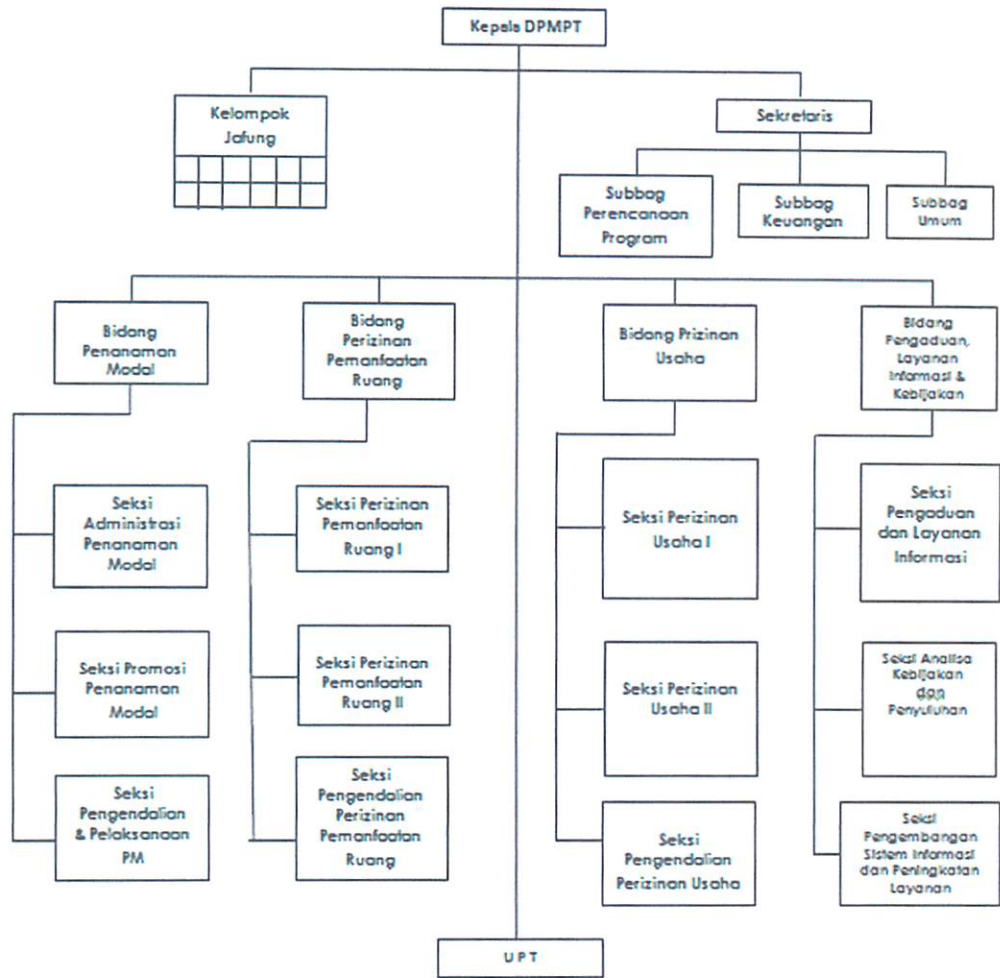 Kepala DPMPT
Kelompok
Jafung
Sekretaris
Subbag
Perencanaan
Program
Subbag
Keuangan
Subbag
Umum
Bidang
Penanaman
Modal
Bidang
Perizinan
Pemanfaatan
Ruang
Bidang Prizinan
Usaha
Bidang
Pengaduan,
Layanan
Informasi &
Kebijakan
Seksi
Administrasi
Penanaman
Modal
Seksi Perizinan
Pemanfaatan
Ruang I
Seksi Perizinan
Usaha I
Seksi
Pengaduan
dan Layanan
Informasi
Seksi Promosi
Penanaman
Modal
Seksi Perizinan
Pemanfaatan
Ruang II
Seksi Perizinan
Usaha II
Seksi Analisa
Kebijakan
dan
Penyuluhan
Seksi
Pengendalian
& Pelaksanaan
PM
Seksi
Pengendalian
Perizinan
Pemanfaatan
Ruang
Seksi
Pengendalian
Perizinan Usaha
Seksi
Pengembangan
Sistem Informasi
dan Peningkatan
Layanan
UPT